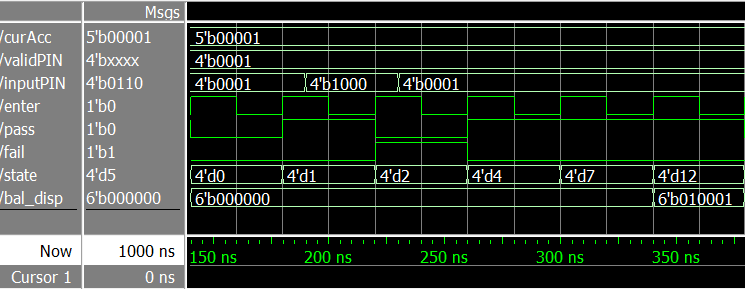 Msgs
/curAcc 5'b00001 5'b00001
/validPIN 4'bxxxx 4'b0001
/inputPIN 4'b0110 4'b0001 4'b1000 4'b0001
/enter 1'b0
/pass 1'b0
/fail 1'b1
/state 4'd5 4'd0 4'd1 4'd2 4'd4 4'd7 4'd12
/bal_disp 6'b000000 6'b000000 6'b010001
Now 1000 ns 150 ns 200 ns 250 ns 300 ns 350 ns
Cursor 1 0 ns